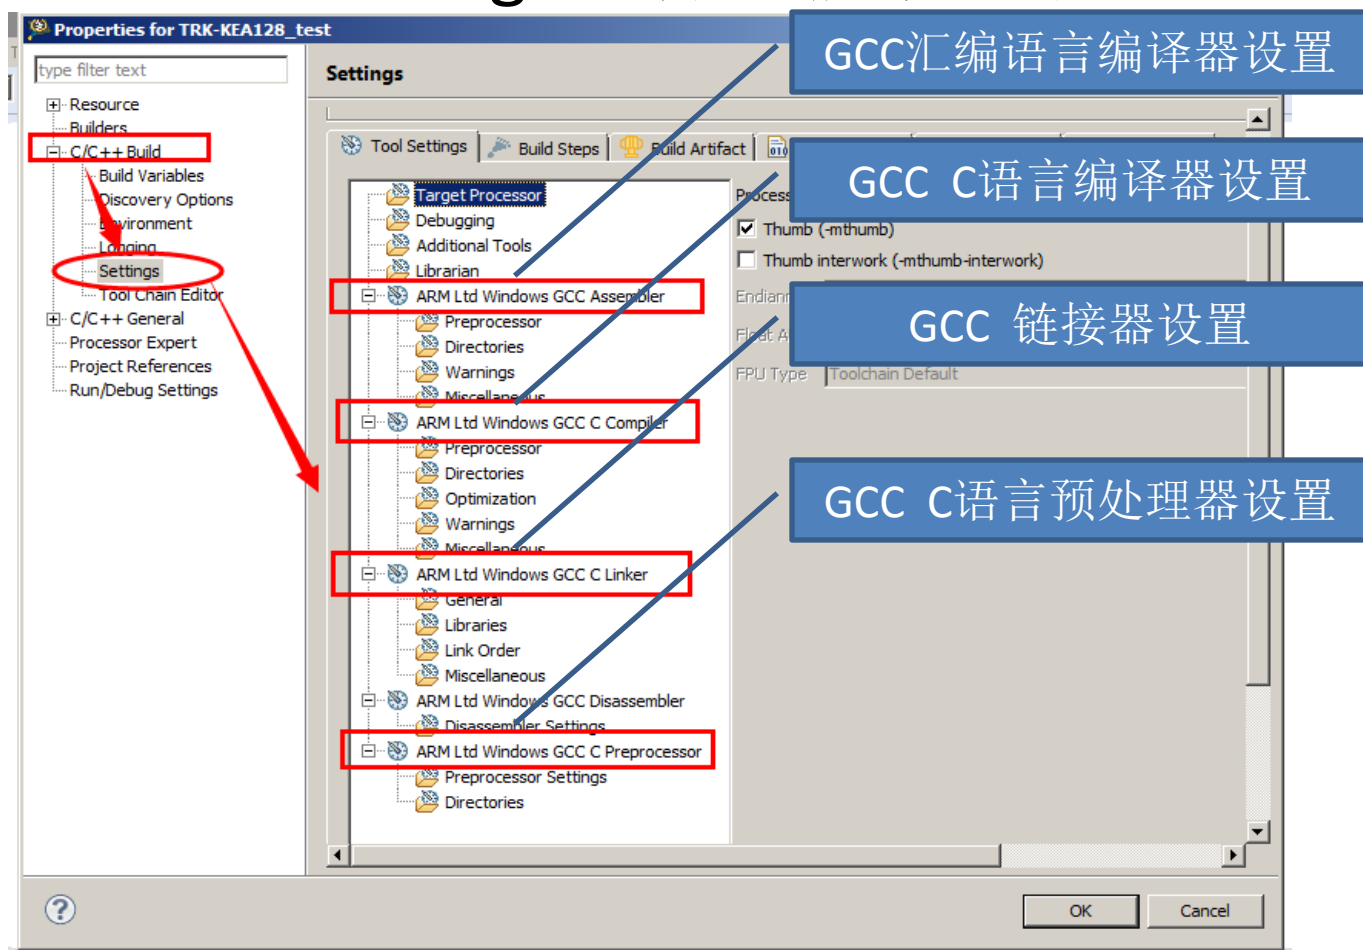 Properties for TRK-KEA128_test
GCC汇编语言编译器设置
type filter text
Settings
Resource
Builders
C/C++ Build
Build Variables
Discovery Options
Environment
Logging
Settings
Tool Chain Editor
C/C++ General
Processor Expert
Project References
Run/Debug Settings
Tool Settings
Build Steps
Build Artifact
GCC C语言编译器设置
Target Processor
Debugging
Additional Tools
Librarian
ARM Ltd Windows GCC Assembler
Preprocessor
Directories
Warnings
Miscellaneous
ARM Ltd Windows GCC C Compiler
Preprocessor
Directories
Optimization
Warnings
Miscellaneous
ARM Ltd Windows GCC C Linker
General
Libraries
Link Order
Miscellaneous
ARM Ltd Windows GCC Disassembler
Disassembler Settings
ARM Ltd Windows GCC C Preprocessor
Preprocessor Settings
Directories
Thumb (-mthumb)
Thumb interwork (-mthumb-interwork)
GCC 链接器设置
FPU Type
Toolchain Default
GCC C语言预处理器设置
OK
Cancel